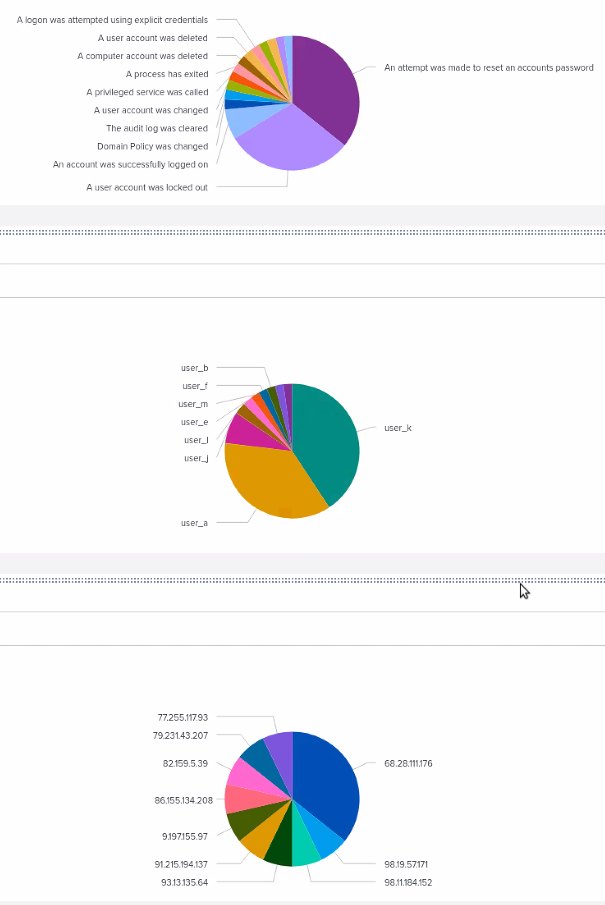 A logon was attempted using explicit credentials
A user account was deleted
A computer account was deleted
A process has exited
An attempt was made to reset an accounts password
A privileged service was called
A user account was changed
The audit log was cleared
Domain Policy was changed
An account was successfully logged on
A user account was locked out
user_b
user_f
user_m
user_e
user_k
user_l
user_j
user_a
77.255.117.93
79.231.43.207
82.159.5.39
68.28.111.176
86.155.134.208
9.197.155.97
91.215.194.137
98.19.57.171
93.13.135.64
98.11.184.152